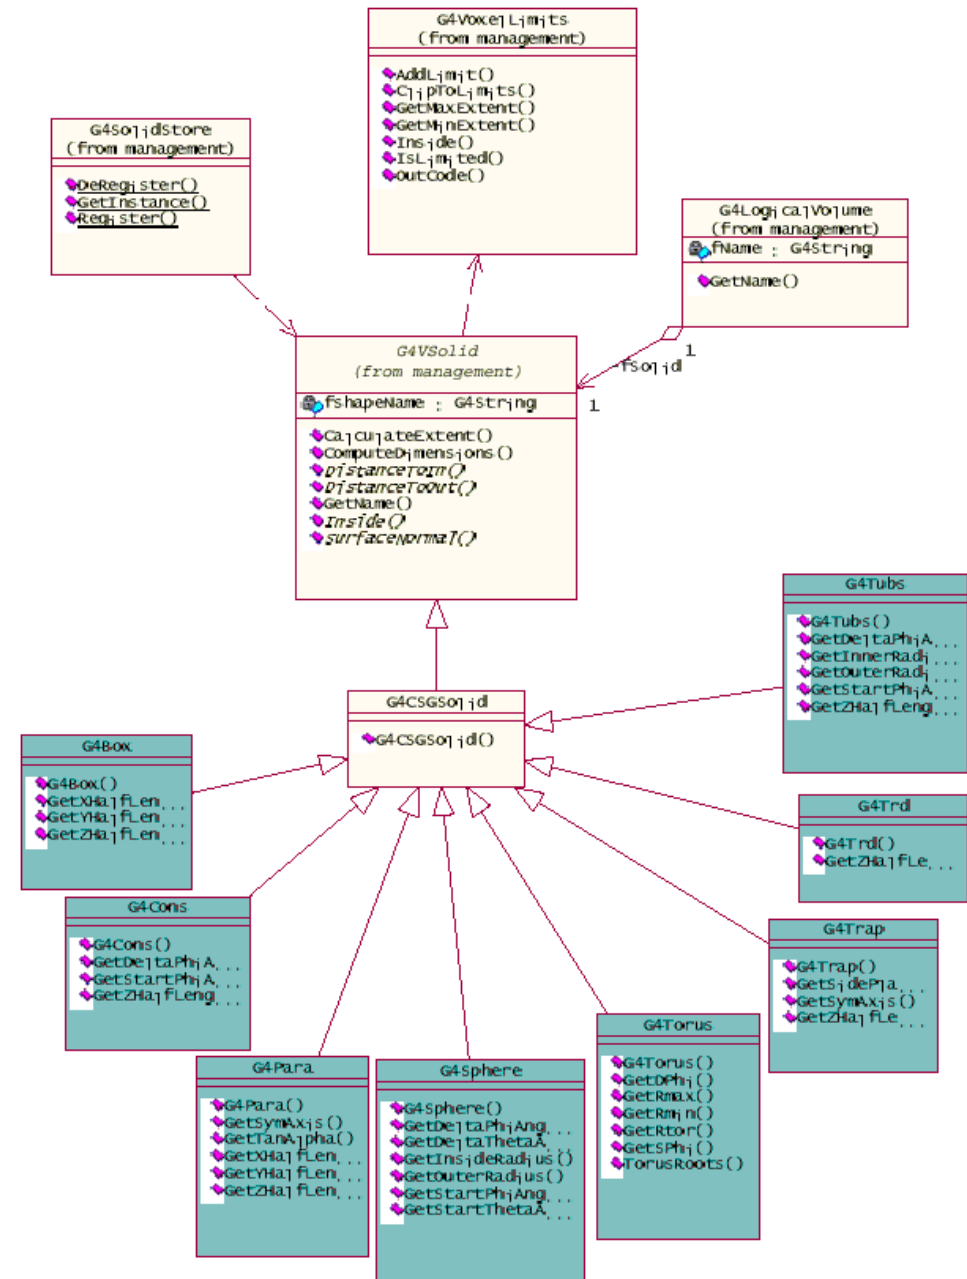 G4VoxelLimits
(from management)
AddLimit()
ClipToLimits()
GetMaxExtent()
GetMinExtent()
Inside()
IsLimited()
OutCode()
G4SolidStore
(from management)
DeRegister()
GetInstance()
Register()
G4LogicalVolume
(from management)
fName : G4String
GetName()
-fSolid
1
1
G4VSolid
(from management)
fshapeName : G4String
CalculateExtent()
ComputeDimensions()
DistanceToIn()
DistanceToOut()
GetName()
Inside()
SurfaceNormal()
G4Tubs
G4Tubs()
GetDeltaPhiA...
GetInnerRadi...
GetOuterRadi...
GetStartPhiA...
GetZHalfLeng...
G4CSGSolid
G4CSGSolid()
G4Box
G4Box()
GetXHalfLen...
GetYHalfLen...
GetZHalfLen...
G4Trd
G4Trd()
GetZHalfLe...
G4Cons
G4Cons()
GetDeltaPhiA...
GetStartPhiA...
GetZHalfLeng...
G4Trap
G4Trap()
GetSidePla...
GetSymAxis()
GetZHalfLe...
G4Para
G4Para()
GetSymAxis()
GetTanAlpha()
GetXHalfLen...
GetYHalfLen...
GetZHalfLen...
G4Sphere
G4Sphere()
GetDeltaPhiAng...
GetDeltaThetaA...
GetInsideRadius()
GetOuterRadius()
GetStartPhiAng...
GetStartThetaA...
G4Torus
G4Torus()
GetDPhi()
GetRmax()
GetRmin()
GetRtor()
GetSPhi()
TorusRoots()